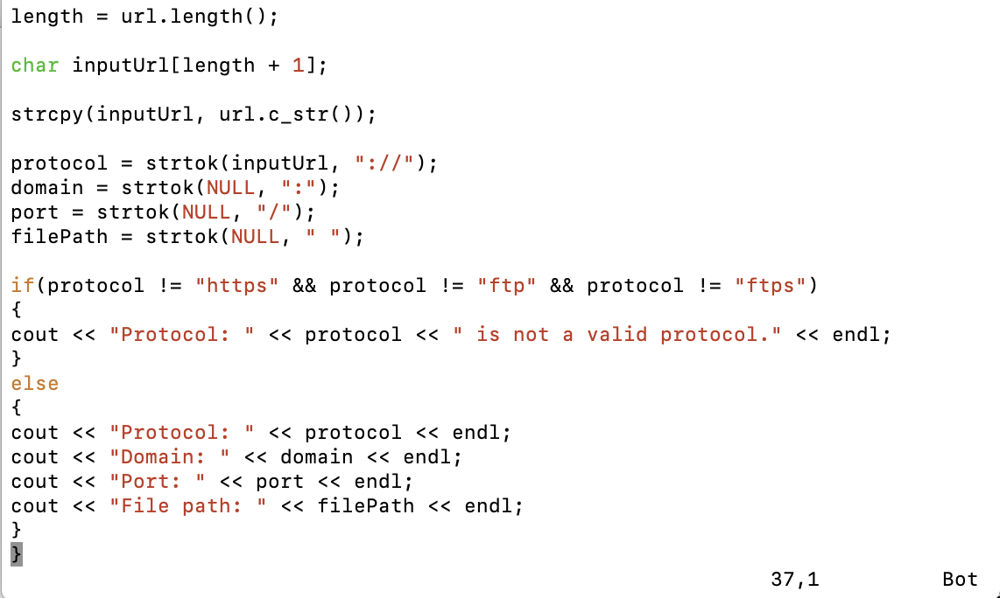 length = url.length();
char inputUrl[length + 1];
strcpy(inputUrl, url.c_str());
protocol = strtok(inputUrl, "://");
domain = strtok(NULL, ":");
port = strtok(NULL, "/");
filePath = strtok(NULL, " ");
if(protocol != "https" && protocol != "ftp" && protocol != "ftps")
{
cout << "Protocol: " << protocol << " is not a valid protocol." << endl;
}
else
{
cout << "Protocol: " << protocol << endl;
cout << "Domain: " << domain << endl;
cout << "Port: " << port << endl;
cout << "File path: " << filePath << endl;
}
}
37,1 Bot